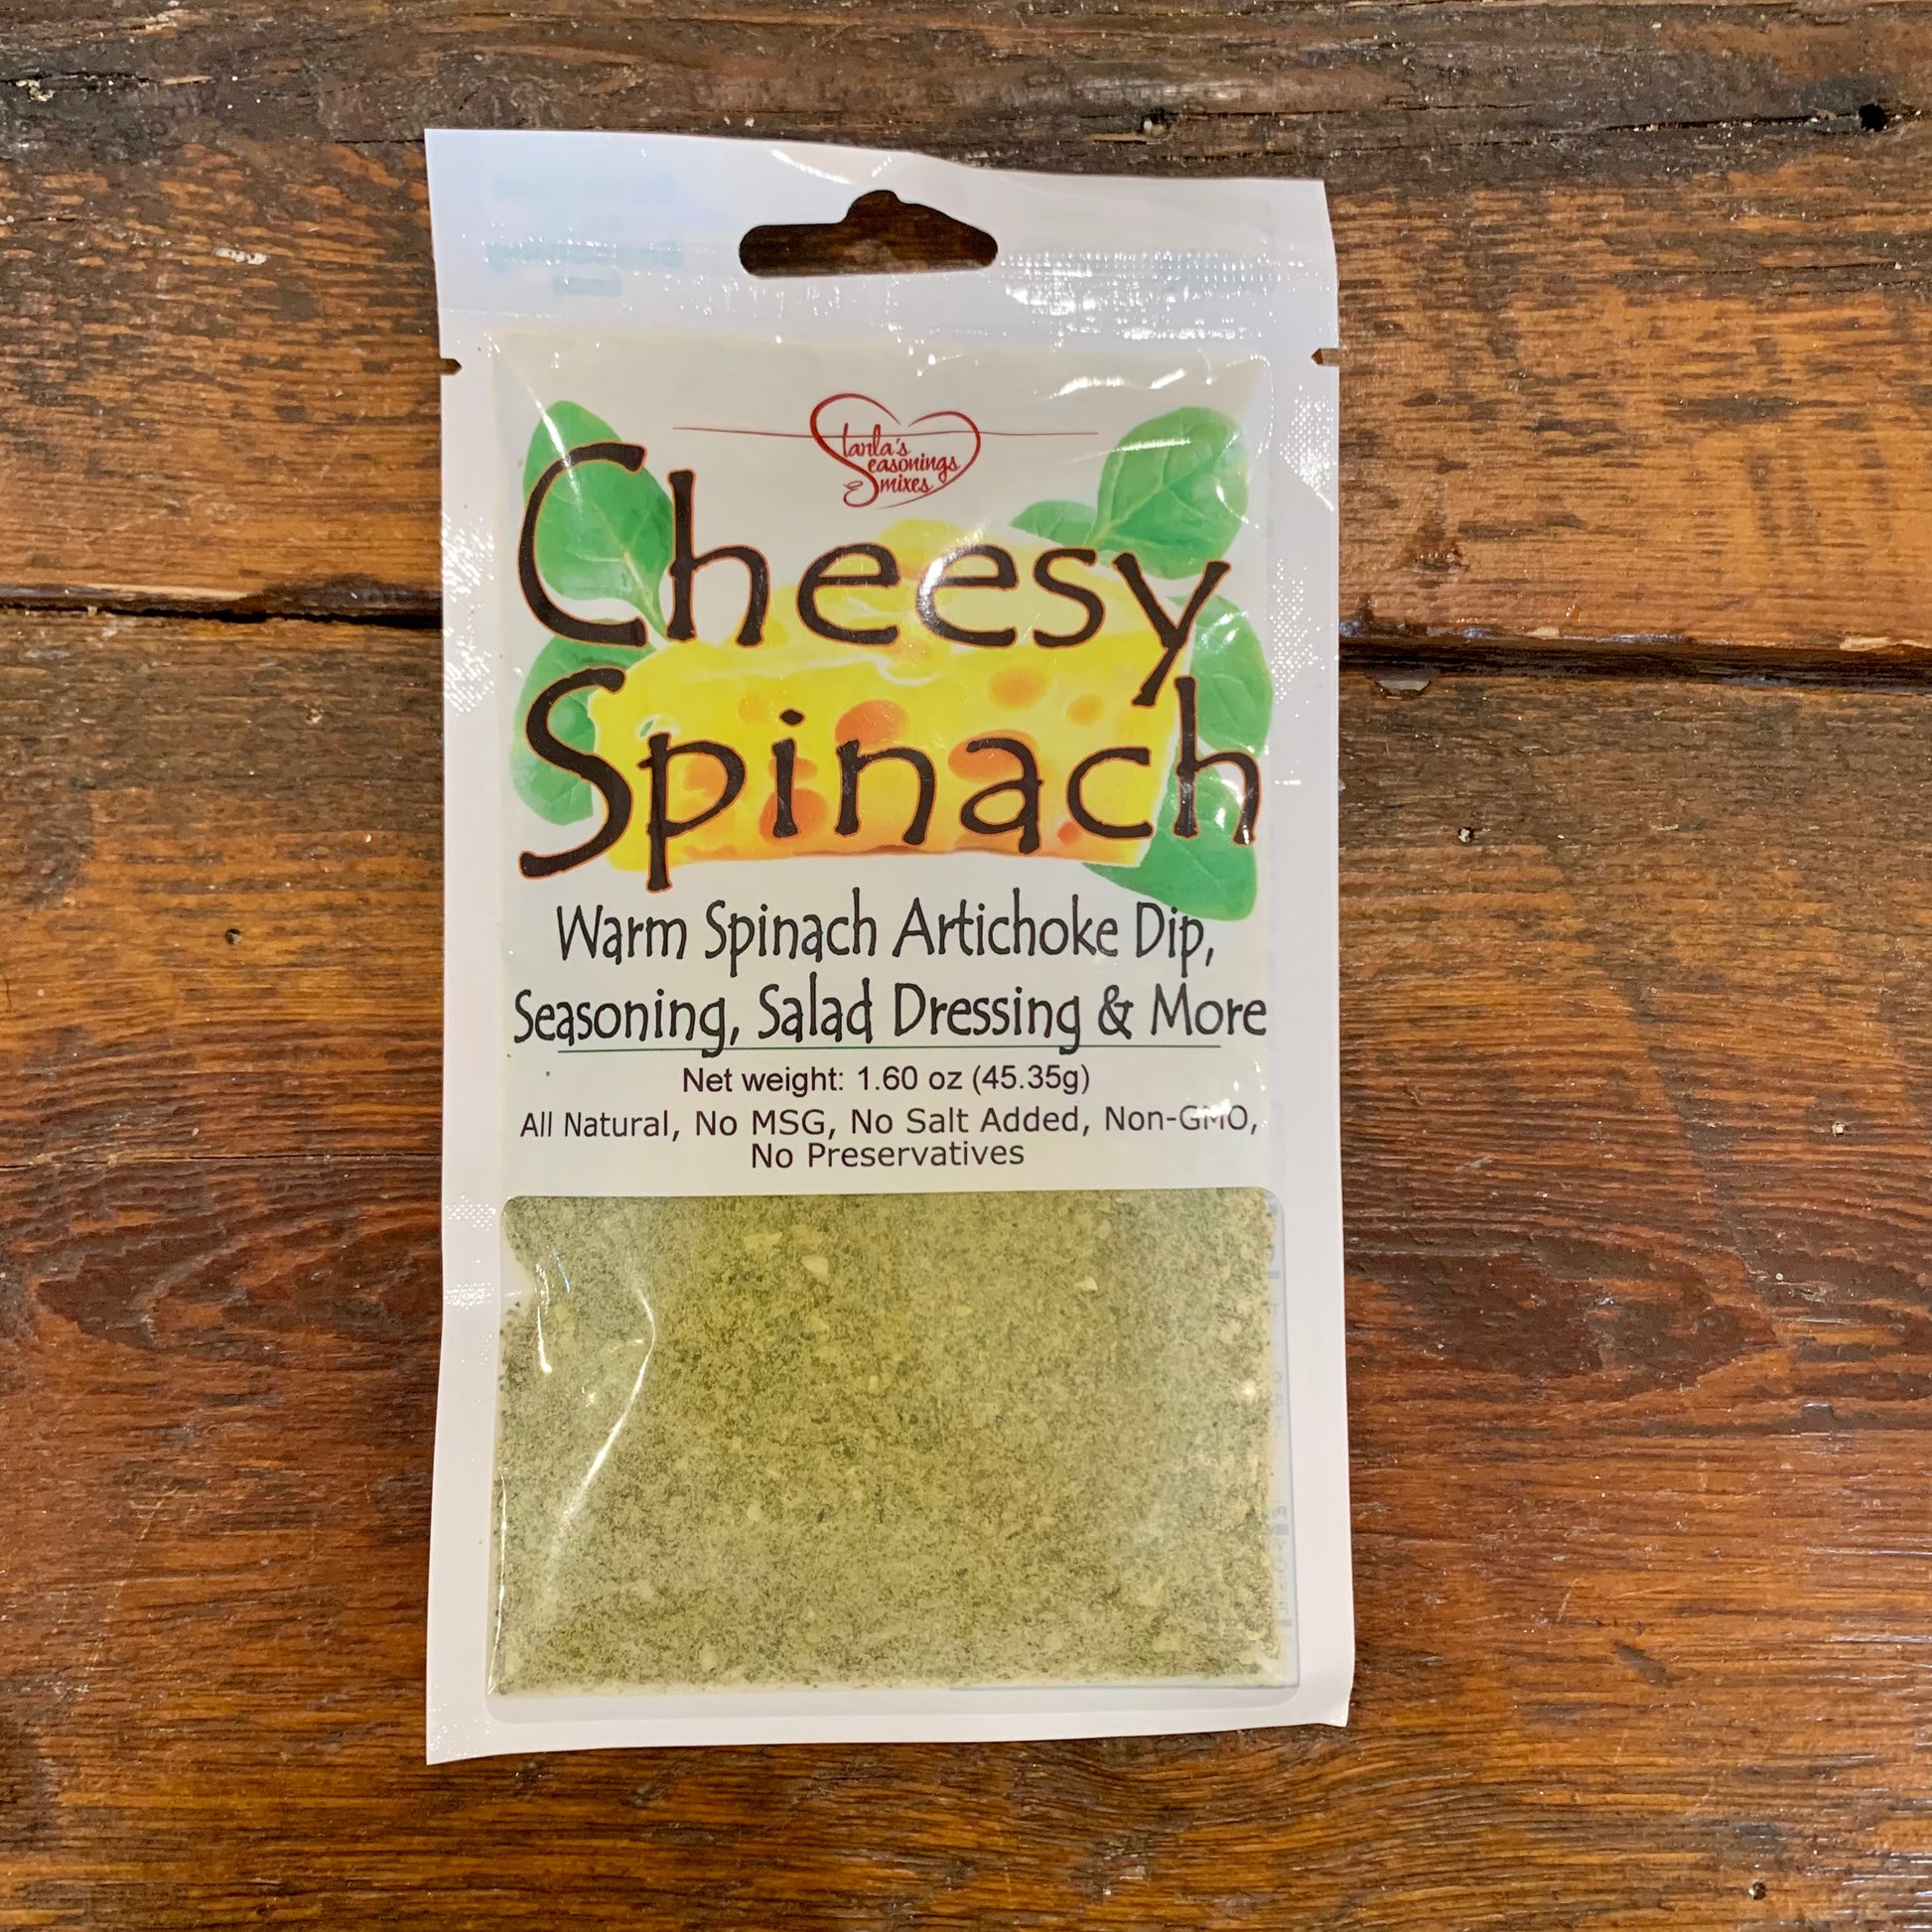 Tarla's
Seasonings
& mixes
Cheesy
Spinach
Warm Spinach Artichoke Dip,
Seasoning, Salad Dressing & More
Net weight: 1.60 oz (45.35g)
All Natural, No MSG, No Salt Added, Non-GMO,
No Preservatives